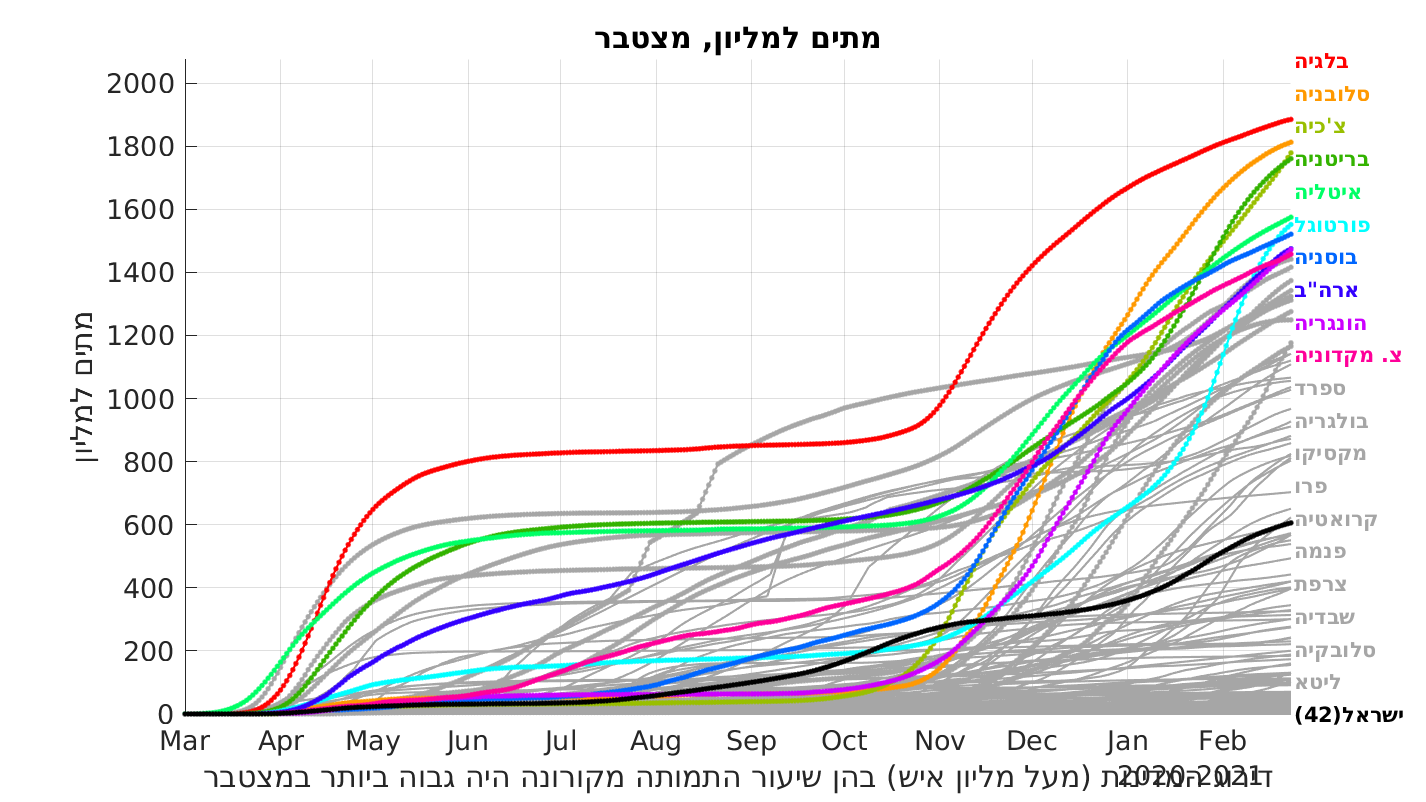 מתים למליון, מצטבר
מתים למליון
2000
1800
1600
1400
1200
1000
800
600
400
200
0
Mar Apr May Jun Jul Aug Sep Oct Nov Dec Jan Feb
2020-2021
דירוג המדינות (מעל מליון איש) בהן שיעור התמותה מקורונה היה גבוה ביותר במצטבר
בלגיה
סלובניה
צ'כיה
בריטניה
איטליה
פורטוגל
בוסניה
ארה"ב
הונגריה
צ. מקדוניה
ספרד
בולגריה
מקסיקו
פרו
קרואטיה
פנמה
צרפת
שבדיה
סלובקיה
ליטא
ישראל(42)